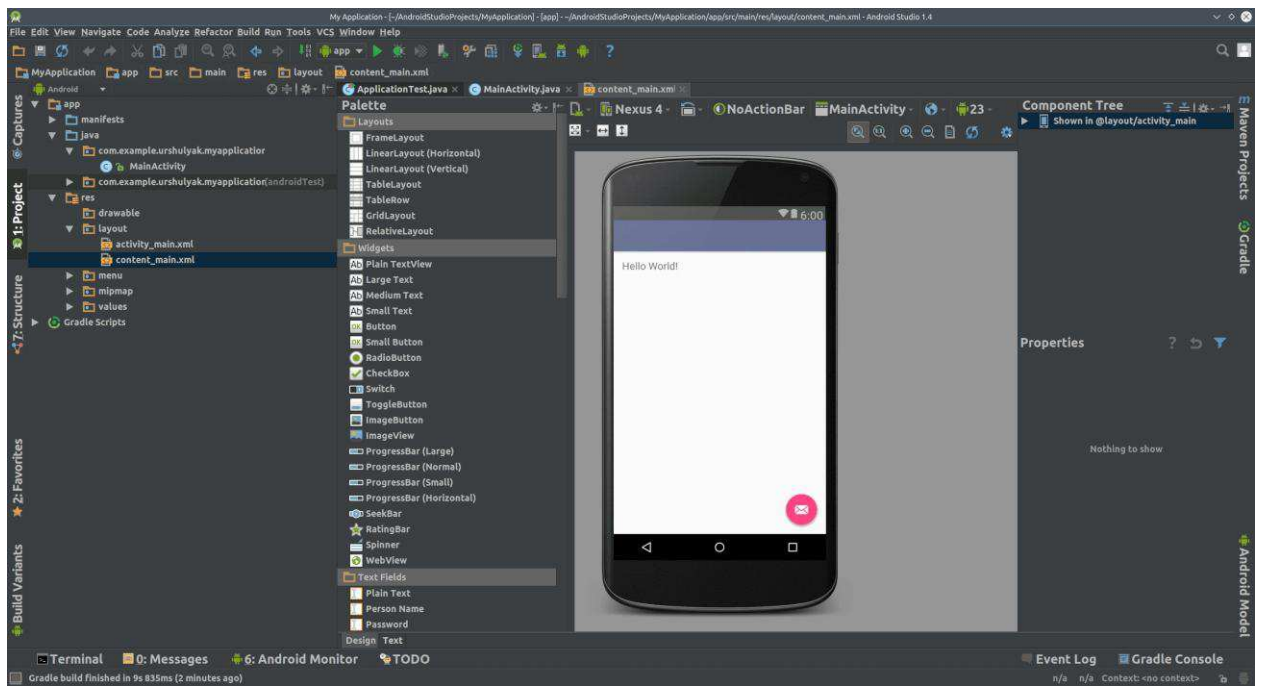 My Application - [~/AndroidStudioProjects/MyApplication] - [app] - ~/AndroidStudioProjects/MyApplication/app/src/main/res/layout/content_main.xml - Android Studio 1.4
File Edit View Navigate Code Analyze Refactor Build Run Tools VCS Window Help
app
MyApplication app src main res layout content_main.xml
Android
ApplicationTest.java
MainActivity.java
content_main.xml
app
manifests
java
com.example.urshulyak.myapplication
MainActivity
com.example.urshulyak.myapplication(androidTest)
res
drawable
layout
activity_main.xml
content_main.xml
menu
mipmap
values
Gradle Scripts
Captures
1: Project
7: Structure
2: Favorites
Build Variants
Palette
Layouts
FrameLayout
LinearLayout (Horizontal)
LinearLayout (Vertical)
TableLayout
TableRow
GridLayout
RelativeLayout
Widgets
Plain TextView
Large Text
Medium Text
Small Text
Button
Small Button
RadioButton
CheckBox
Switch
ToggleButton
ImageButton
ImageView
ProgressBar (Large)
ProgressBar (Normal)
ProgressBar (Small)
ProgressBar (Horizontal)
SeekBar
RatingBar
Spinner
WebView
Text Fields
Plain Text
Person Name
Password
Design Text
Nexus 4 NoActionBar MainActivity 23
6:00
Hello World!
Component Tree
Shown in @layout/activity_main
Properties
Nothing to show
Maven Projects
Gradle
Android Model
Terminal 0: Messages 6: Android Monitor TODO
Event Log Gradle Console
Gradle build finished in 9s 835ms (2 minutes ago)
n/a n/a Context: <no context>